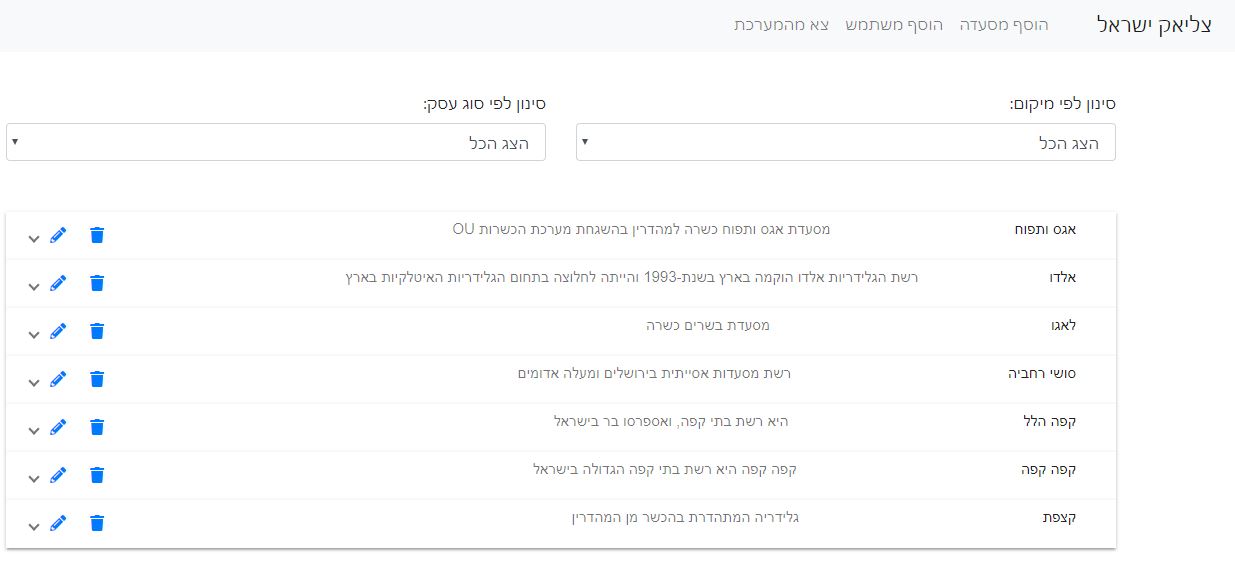 צליאק ישראל הוסף מסעדה הוסף משתמש צא מהמערכת
סינון לפי מיקום: סינון לפי סוג עסק:
הצג הכל הצג הכל
אגס ותפוח מסעדת אגס ותפוח כשרה למהדרין בהשגחת מערכת הכשרות OU
אלדו רשת הגלידריות אלדו הוקמה בארץ בשנת-1993 והייתה לחלוצה בתחום הגלידריות האיטלקיות בארץ
לאגו מסעדת בשרים כשרה
סושי רחביה רשת מסעדות אסייתית בירושלים ומעלה אדומים
קפה הלל היא רשת בתי קפה, ואספרסו בר בישראל
קפה קפה קפה קפה היא רשת בתי קפה הגדולה בישראל
קצפת גלידריה המתהדרת בהכשר מן המהדרין